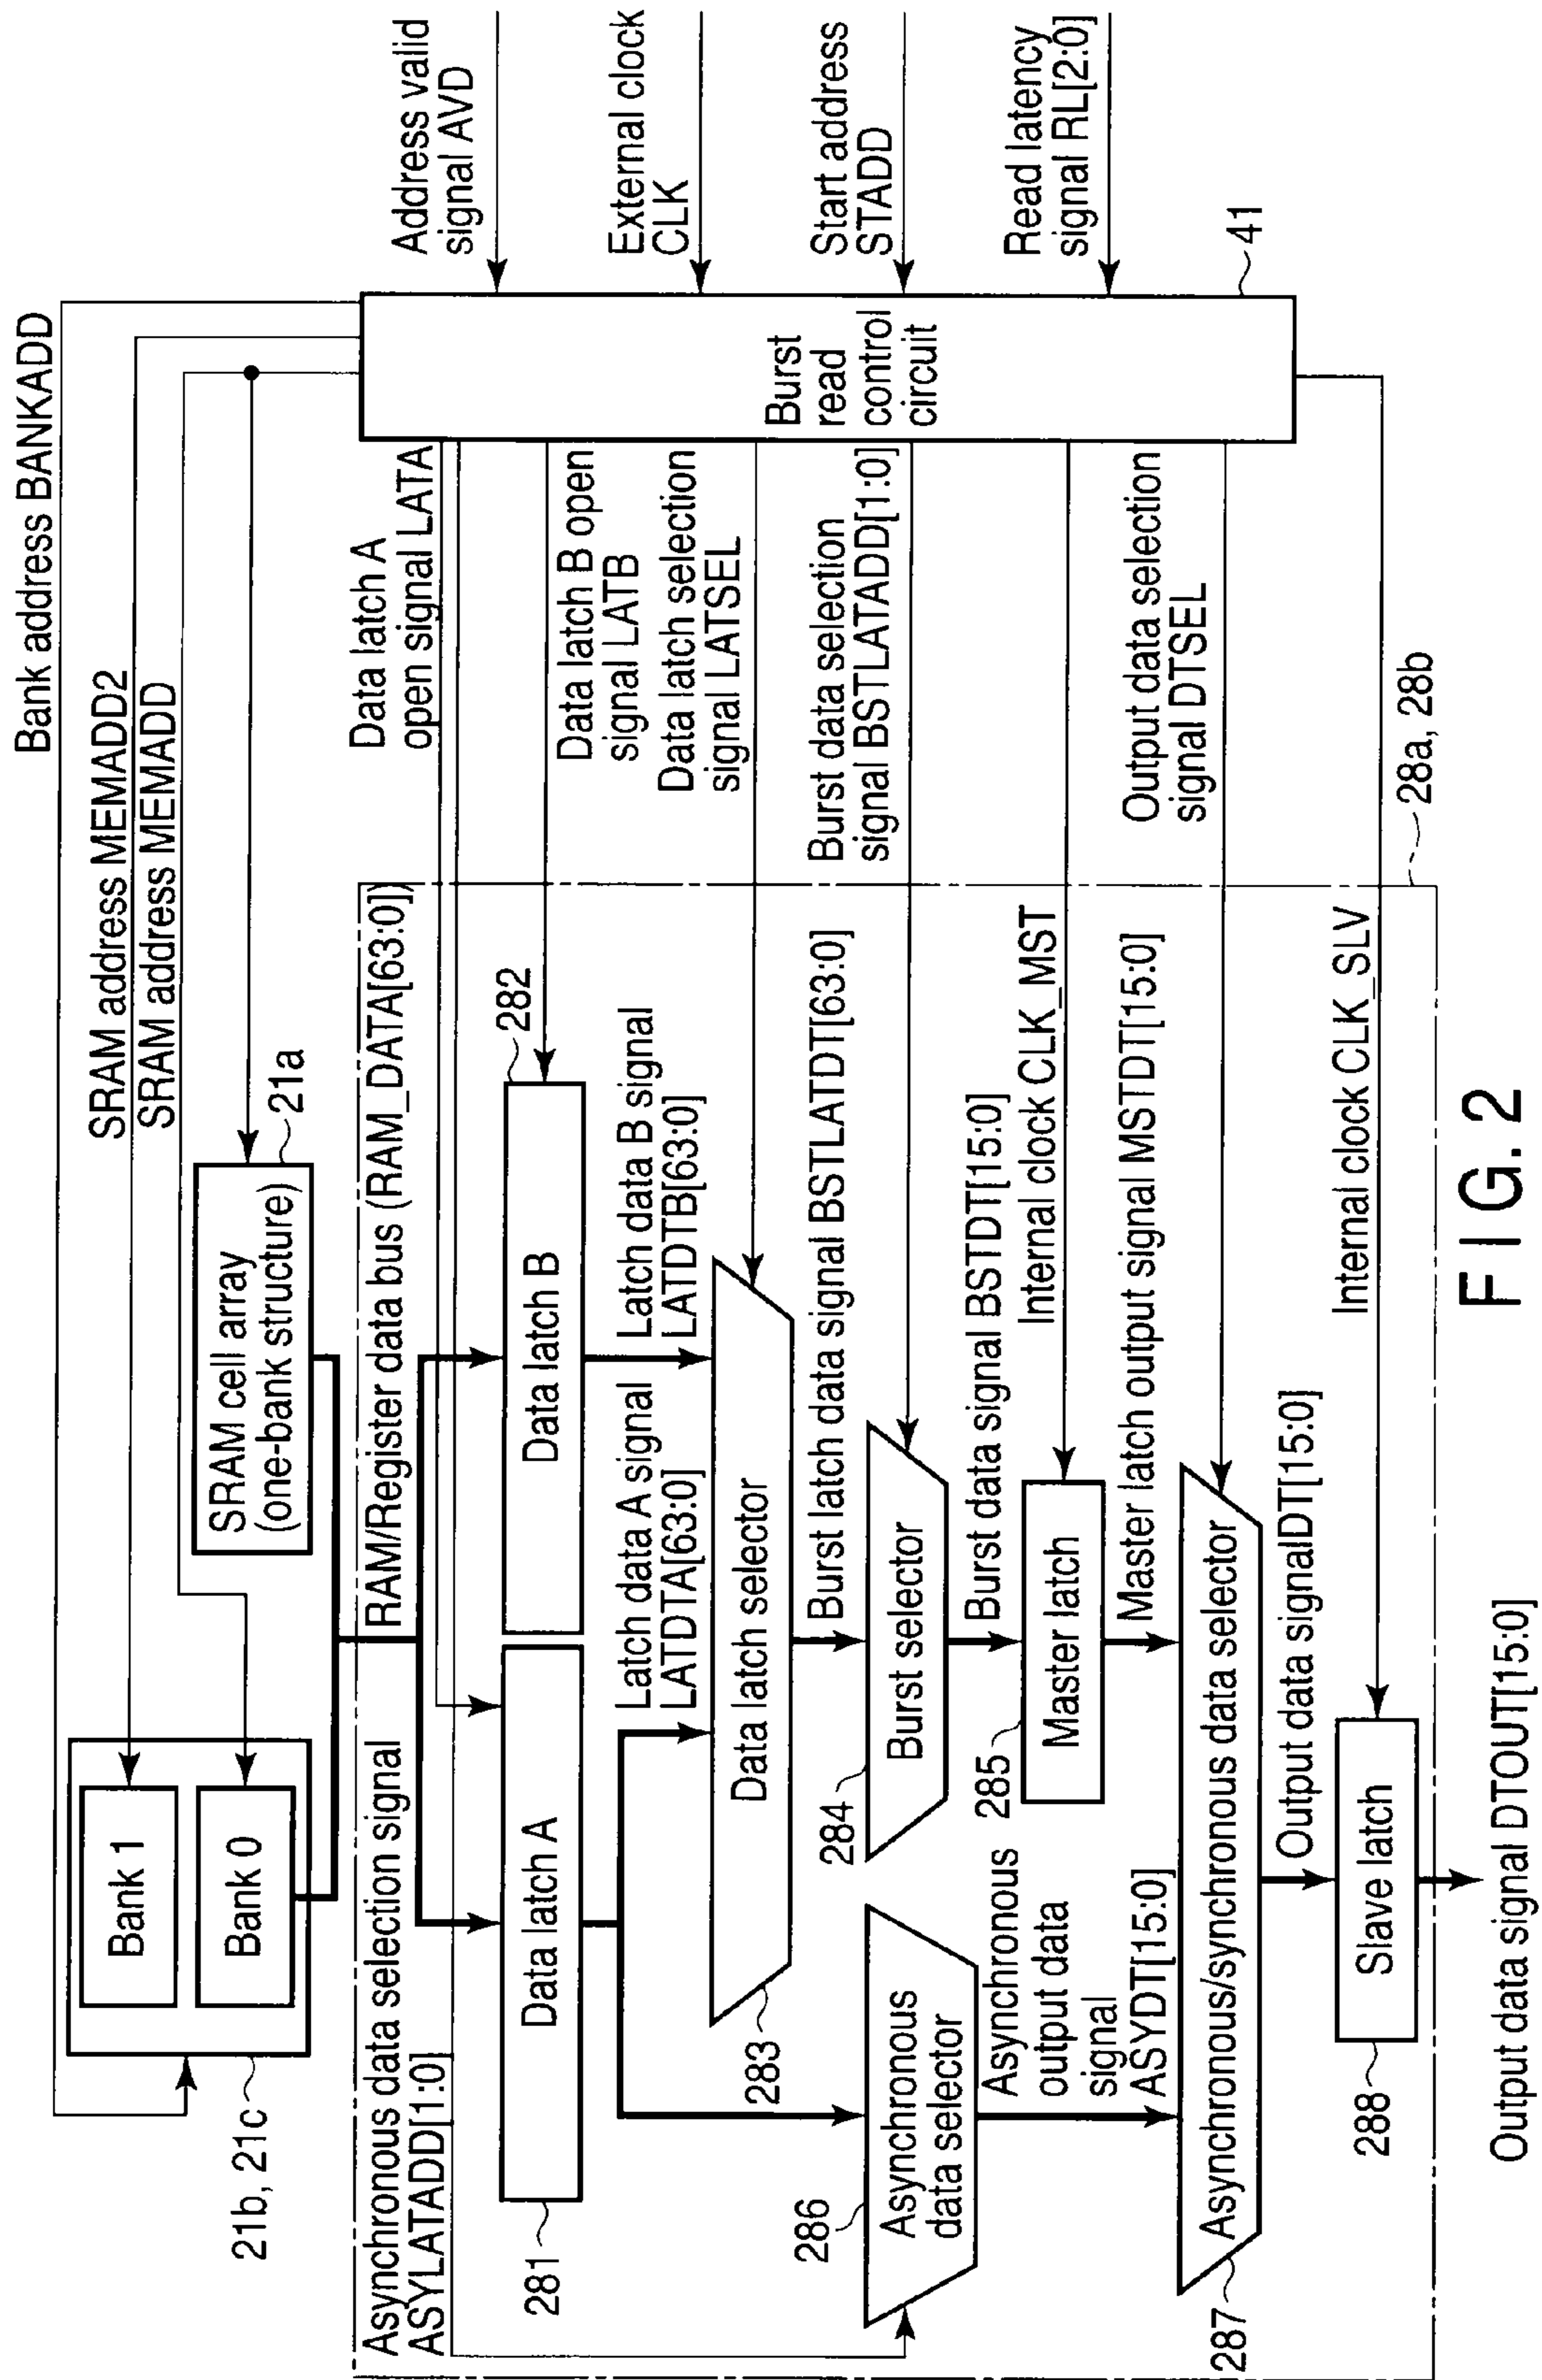 Bank address BANKADD
SRAM address MEMADD2
SRAM address MEMADD
Bank 1
Bank 0
21b, 21c
SRAM cell array
(one-bank structure)
21a
Address valid
signal AVD
External clock
CLK
Start address
STADD
Read latency
signal RL[2:0]
Burst
read
control
circuit
41
Asynchronous data selection signal
ASYLATADD[1:0]
RAM/Register data bus (RAM_DATA[63:0])
Data latch A
open signal LATA
Data latch A
281
Data latch B
282
Data latch B open
signal LATB
Latch data A signal
LATDTA[63:0]
Latch data B signal
LATDTB[63:0]
Data latch selection
signal LATSEL
Data latch selector
283
Burst latch data signal BSTLATDT[63:0]
Burst data selection
signal BSTLATADD[1:0]
Asynchronous
data selector
286
Burst selector
284
Asynchronous
output data
signal
ASYDT[15:0]
Burst data signal BSTDT[15:0]
Internal clock CLK_MST
Master latch
285
Master latch output signal MSTDT[15:0]
Output data selection
signal DTSEL
Asynchronous/synchronous data selector
287
Output data signalDT[15:0]
Internal clock CLK_SLV
Slave latch
288
28a, 28b
Output data signal DTOUT[15:0]
FIG. 2